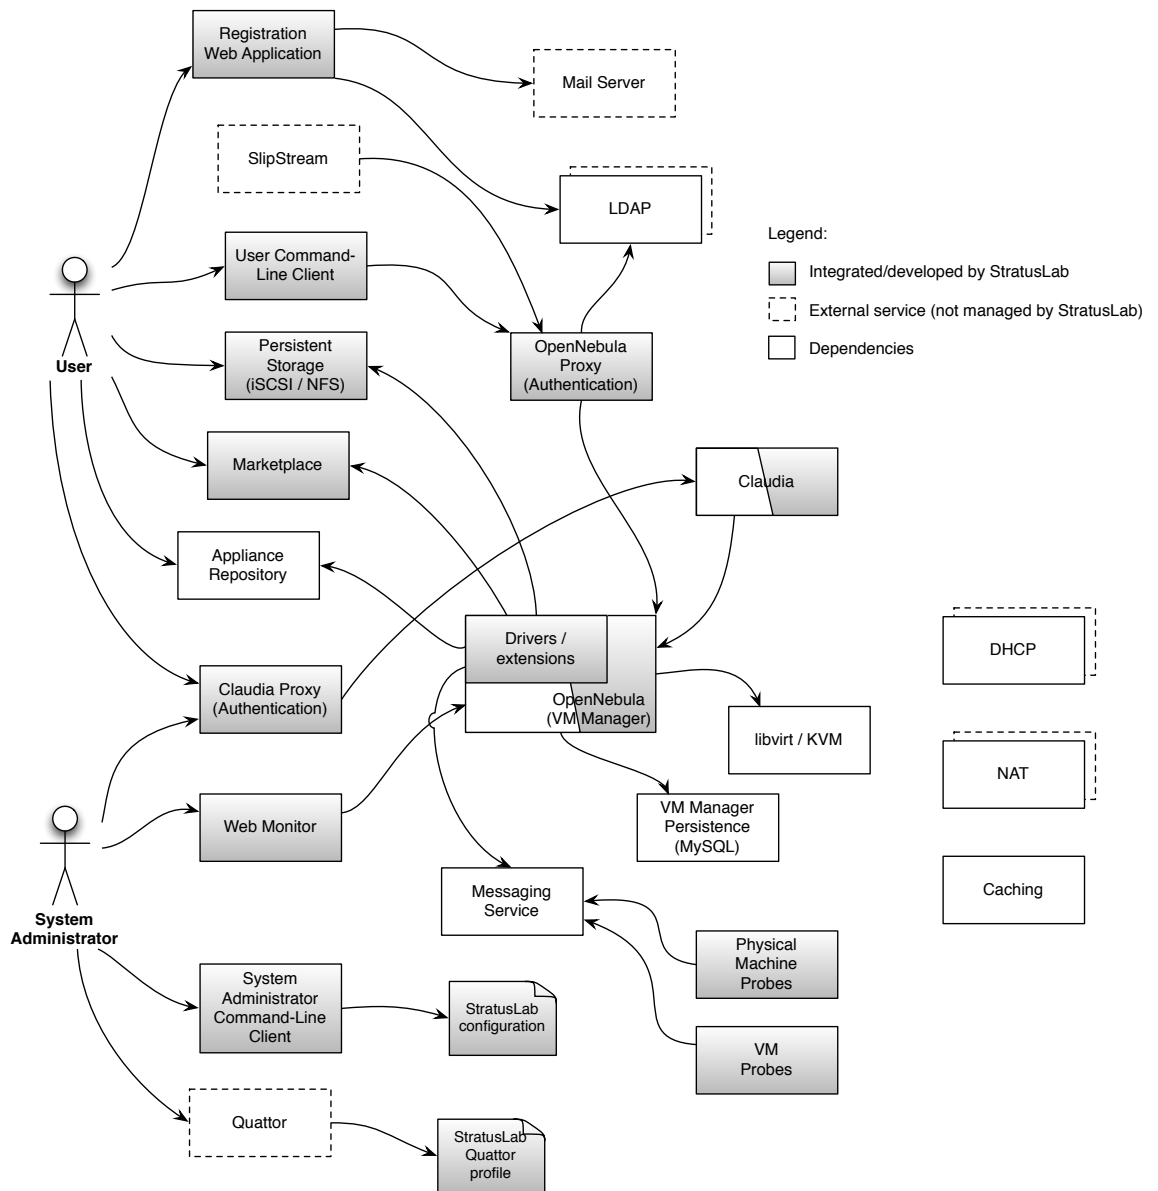 Registration
Web Application
Mail Server
SlipStream
LDAP
Legend:
Integrated/developed by StratusLab
External service (not managed by StratusLab)
Dependencies
User Command-
Line Client
User
Persistent
Storage
(iSCSI / NFS)
OpenNebula
Proxy
(Authentication)
Marketplace
Claudia
Appliance
Repository
Drivers /
extensions
OpenNebula
(VM Manager)
DHCP
Claudia Proxy
(Authentication)
libvirt / KVM
NAT
Web Monitor
VM Manager
Persistence
(MySQL)
Caching
Messaging
Service
System
Administrator
Physical
Machine
Probes
System
Administrator
Command-Line
Client
StratusLab
configuration
VM
Probes
Quattor
StratusLab
Quattor
profile